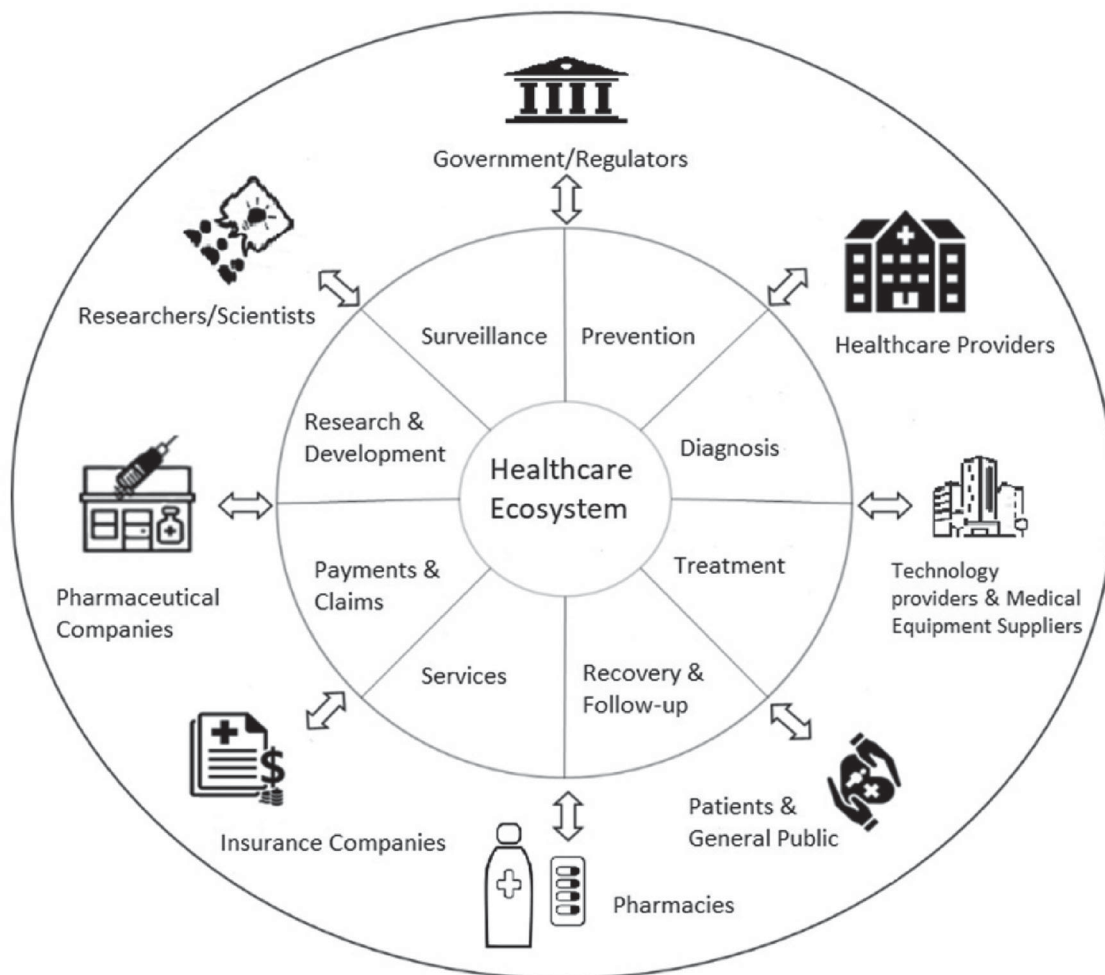 Government/Regulators
Researchers/Scientists
Healthcare Providers
Surveillance
Prevention
Research &
Development
Diagnosis
Healthcare
Ecosystem
Pharmaceutical
Companies
Technology
providers & Medical
Equipment Suppliers
Payments &
Claims
Treatment
Services
Recovery &
Follow-up
Insurance Companies
$
Patients &
General Public
Pharmacies